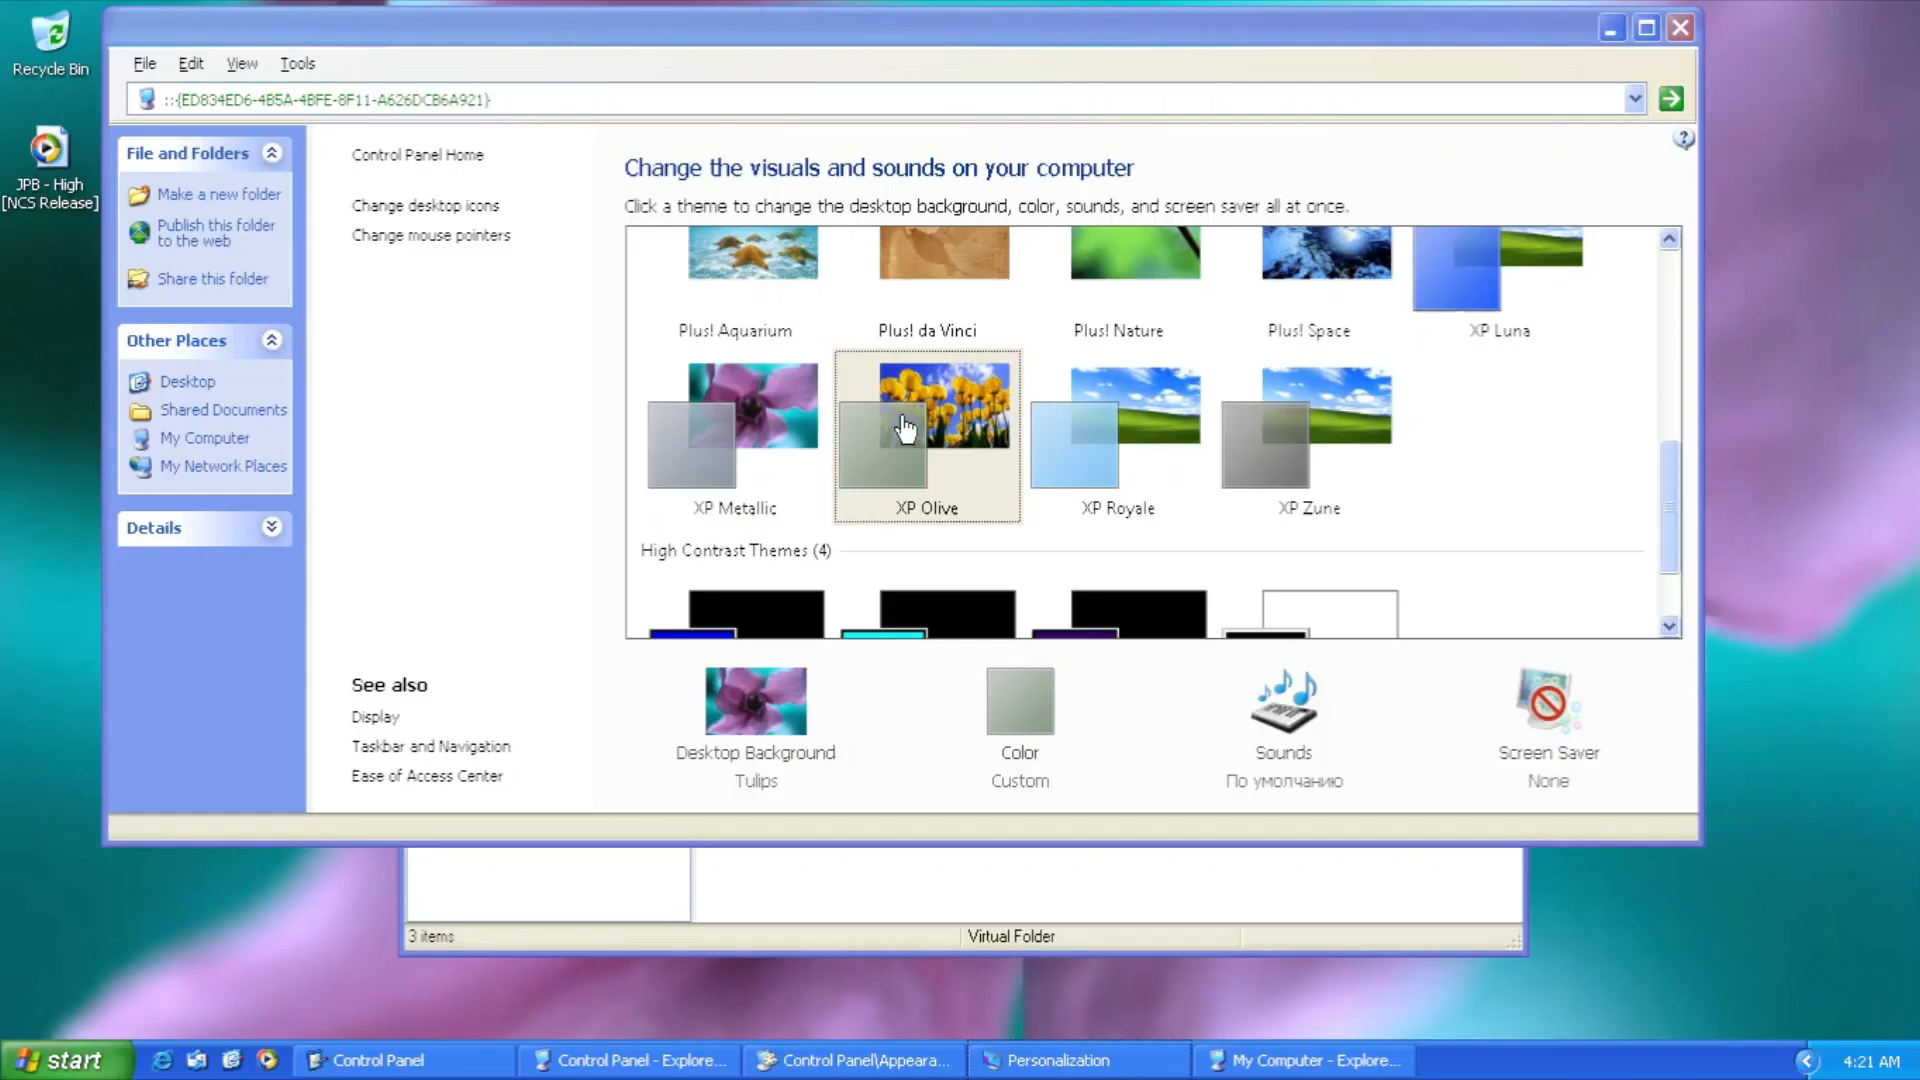 Recycle Bin
JPB - High
[NCS Release]
File Edit View Tools
::{ED834ED6-4B5A-4BFE-8F11-A626DCB6A921}
File and Folders
Make a new folder
Publish this folder
to the web
Share this folder
Other Places
Desktop
Shared Documents
My Computer
My Network Places
Details
Control Panel Home
Change desktop icons
Change mouse pointers
See also
Display
Taskbar and Navigation
Ease of Access Center
Change the visuals and sounds on your computer
Click a theme to change the desktop background, color, sounds, and screen saver all at once.
Plus! Aquarium Plus! da Vinci Plus! Nature Plus! Space XP Luna
XP Metallic XP Olive XP Royale XP Zune
High Contrast Themes (4)
Desktop Background Color Sounds Screen Saver
Tulips Custom По умолчанию None
3 items Virtual Folder
start Control Panel Control Panel - Explore... Control Panel\Appeara... Personalization My Computer - Explore... 4:21 AM